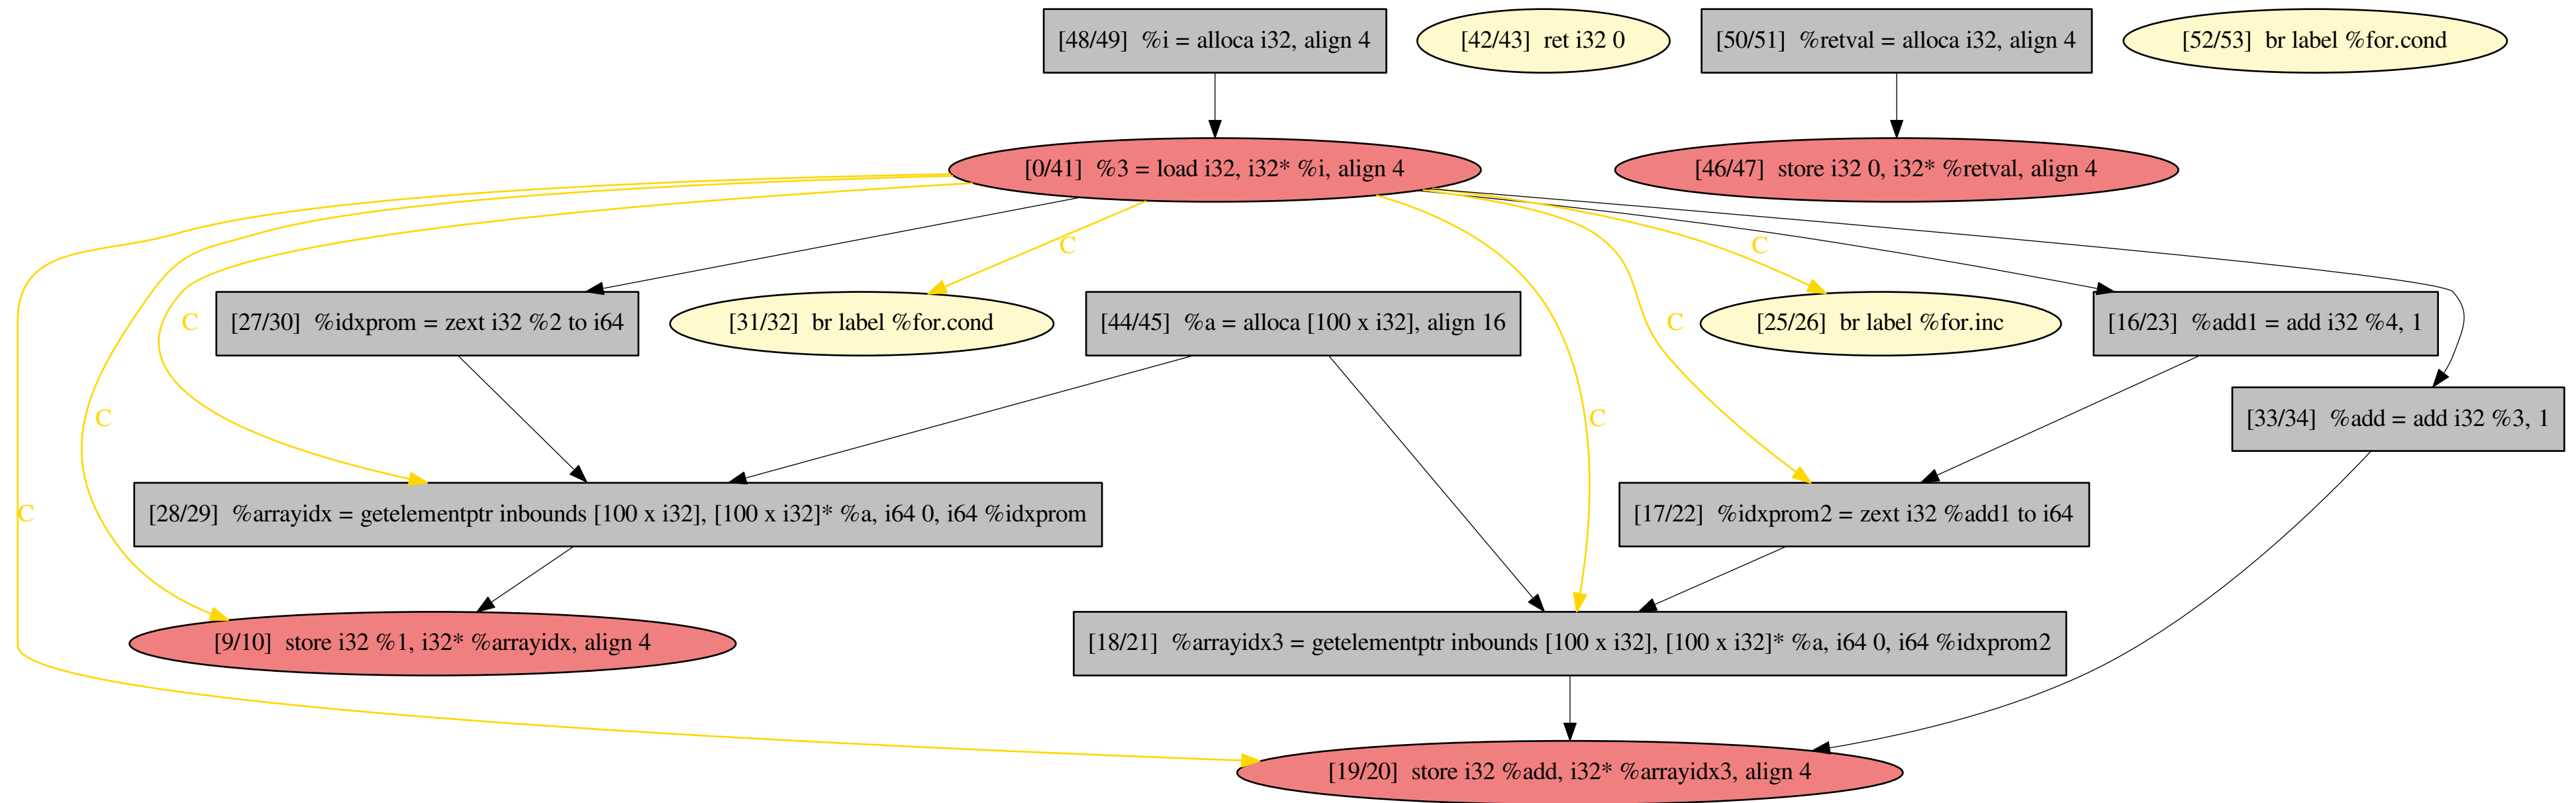 [48/49] %i = alloca i32, align 4
[42/43] ret i32 0
[50/51] %retval = alloca i32, align 4
[52/53] br label %for.cond
[0/41] %3 = load i32, i32* %i, align 4
[46/47] store i32 0, i32* %retval, align 4
C
C
[27/30] %idxprom = zext i32 %2 to i64
[31/32] br label %for.cond
[44/45] %a = alloca [100 x i32], align 16
[25/26] br label %for.inc
[16/23] %add1 = add i32 %4, 1
C
C
C
C
[33/34] %add = add i32 %3, 1
C
[28/29] %arrayidx = getelementptr inbounds [100 x i32], [100 x i32]* %a, i64 0, i64 %idxprom
[17/22] %idxprom2 = zext i32 %add1 to i64
[9/10] store i32 %1, i32* %arrayidx, align 4
[18/21] %arrayidx3 = getelementptr inbounds [100 x i32], [100 x i32]* %a, i64 0, i64 %idxprom2
[19/20] store i32 %add, i32* %arrayidx3, align 4